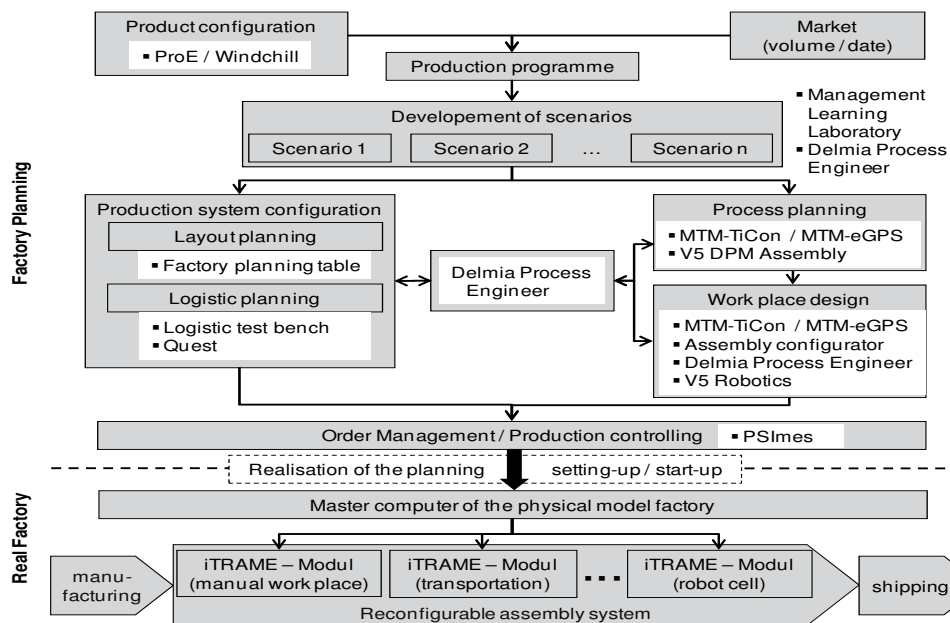 Product configuration
▪ ProE / Windchill
Market
(volume / date)
Production programme
Developement of scenarios
Scenario 1
Scenario 2
...
Scenario n
▪ Management
Learning
Laboratory
▪ Delmia Process
Engineer
Factory Planning
Production system configuration
Layout planning
▪ Factory planning table
Logistic planning
▪ Logistic test bench
▪ Quest
Delmia Process
Engineer
Process planning
▪ MTM-TiCon / MTM-eGPS
▪ V5 DPM Assembly
Work place design
▪ MTM-TiCon / MTM-eGPS
▪ Assembly configurator
▪ Delmia Process Engineer
▪ V5 Robotics
Order Management / Production controlling
▪ PSImes
Realisation of the planning
setting-up / start-up
Real Factory
Master computer of the physical model factory
manu-
facturing
iTRAME – Modul
(manual work place)
iTRAME – Modul
(transportation)
iTRAME – Modul
(robot cell)
Reconfigurable assembly system
shipping